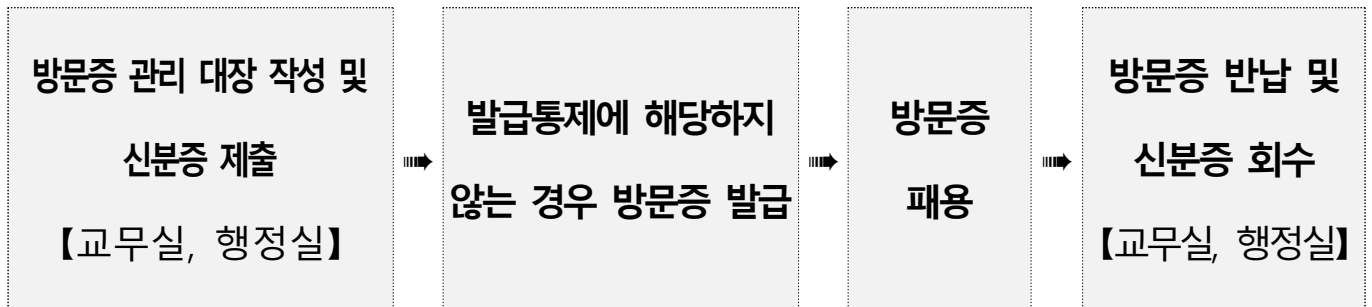 방문증 관리 대장 작성 및
신분증 제출
【교무실, 행정실】
발급통제에 해당하지
않는 경우 방문증 발급
방문증
패용
방문증 반납 및
신분증 회수
【교무실, 행정실】